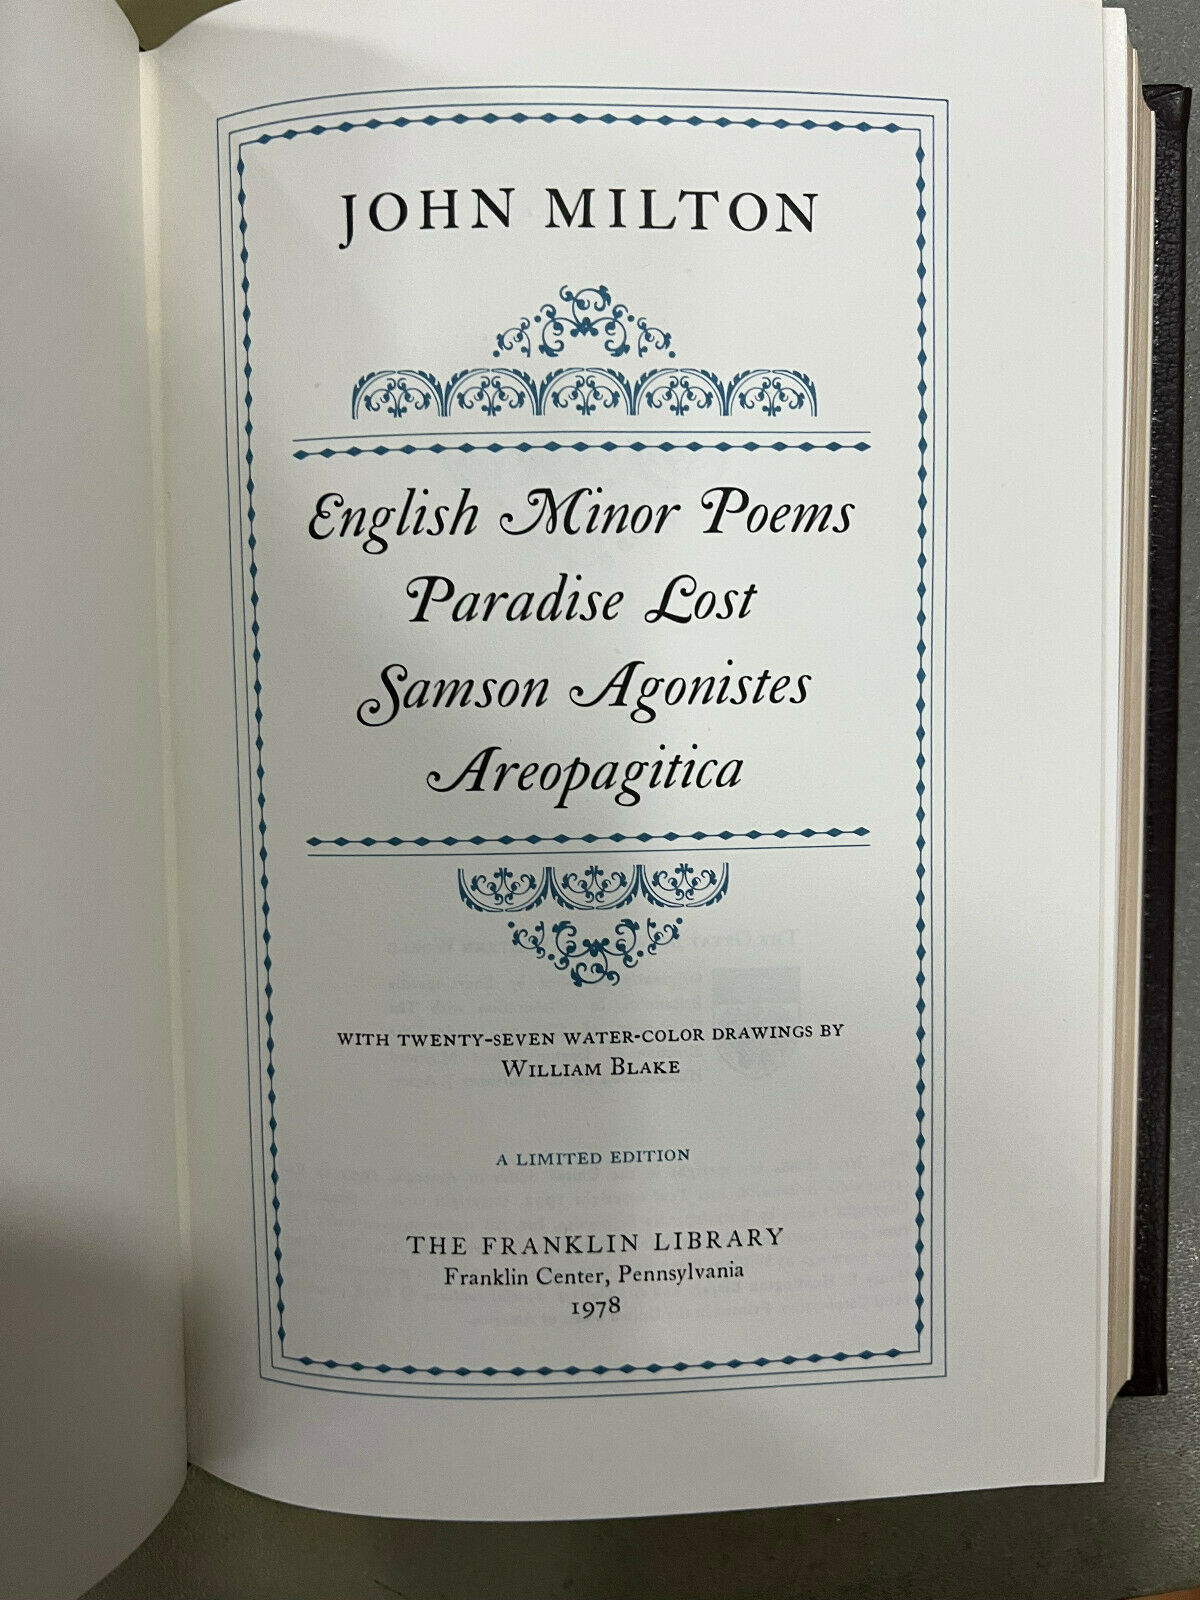 JOHN MILTON
English Minor Poems
Paradise Lost
Samson Agonistes
Areopagitica
WITH TWENTY-SEVEN WATER-COLOR DRAWINGS BY
WILLIAM BLAKE
A LIMITED EDITION
THE FRANKLIN LIBRARY
Franklin Center, Pennsylvania
1978